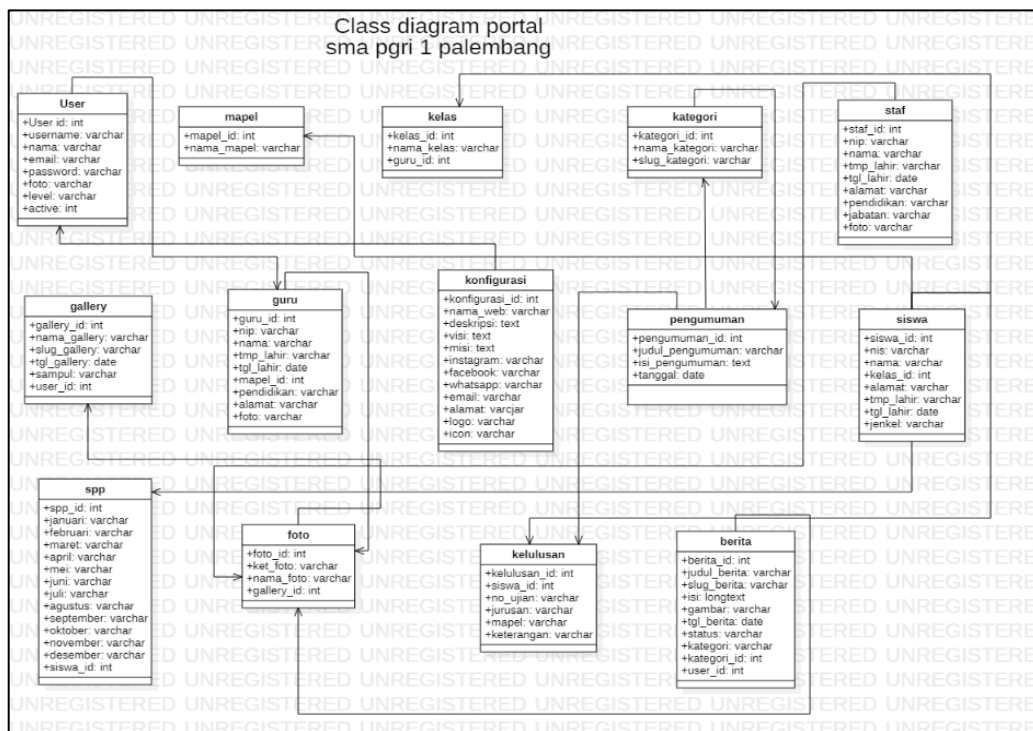 Class diagram portal
sma pgri 1 palembang
User
+User id: int
+username: varchar
+nama: varchar
+email: varchar
+password: varchar
+foto: varchar
+level: varchar
+active: int
mapel
+mapel_id: int
+nama_mapel: varchar
kelas
+kelas_id: int
+nama_kelas: varchar
+guru_id: int
kategori
+kategori_id: int
+nama_kategori: varchar
+slug_kategori: varchar
staf
+staf_id: int
+nip: varchar
+nama: varchar
+tmp_lahir: varchar
+tgl_lahir: date
+alamat: varchar
+pendidikan: varchar
+jabatan: varchar
+foto: varchar
gallery
+gallery_id: int
+nama_gallery: varchar
+slug_gallery: varchar
+tgl_gallery: date
+sampul: varchar
+user_id: int
guru
+guru_id: int
+nip: varchar
+nama: varchar
+tmp_lahir: varchar
+tgl_lahir: date
+mapel_id: int
+pendidikan: varchar
+alamat: varchar
+foto: varchar
konfigurasi
+konfigurasi_id: int
+nama_web: varchar
+deskripsi: text
+visi: text
+misi: text
+instagram: varchar
+facebook: varchar
+whatsapp: varchar
+email: varchar
+alamat: varcjar
+logo: varchar
+icon: varchar
pengumuman
+pengumuman_id: int
+judul_pengumuman: varchar
+isi_pengumuman: text
+tanggal: date
siswa
+siswa_id: int
+nis: varchar
+nama: varchar
+kelas_id: int
+alamat: varchar
+tmp_lahir: varchar
+tgl_lahir: date
+jenkel: varchar
spp
+spp_id: int
+januari: varchar
+februari: varchar
+maret: varchar
+april: varchar
+mei: varchar
+juni: varchar
+juli: varchar
+agustus: varchar
+september: varchar
+oktober: varchar
+november: varchar
+desember: varchar
+siswa_id: int
foto
+foto_id: int
+ket_foto: varchar
+nama_foto: varchar
+gallery_id: int
kelulusan
+kelulusan_id: int
+siswa_id: int
+no_ujian: varchar
+jurusan: varchar
+mapel: varchar
+keterangan: varchar
berita
+berita_id: int
+judul_berita: varchar
+slug_berita: varchar
+isi: longtext
+gambar: varchar
+tgl_berita: date
+status: varchar
+kategori: varchar
+kategori_id: int
+user_id: int